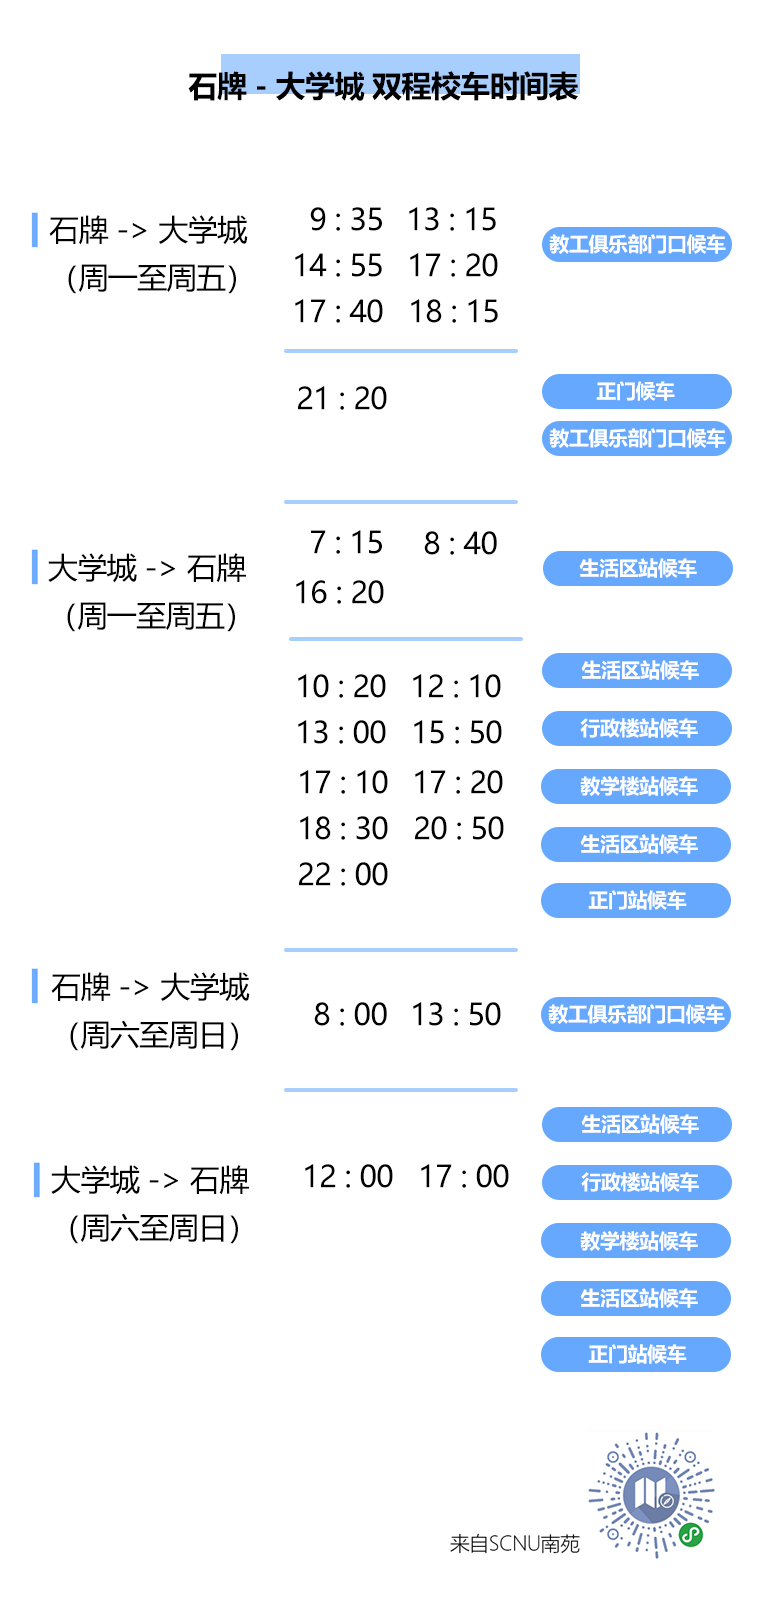 石牌 - 大学城 双程校车时间表
石牌 -> 大学城
（周一至周五）
9 : 35 13 : 15
14 : 55 17 : 20
17 : 40 18 : 15
教工俱乐部门口候车
21 : 20
正门候车
教工俱乐部门口候车
大学城 -> 石牌
（周一至周五）
7 : 15 8 : 40
16 : 20
生活区站候车
10 : 20 12 : 10
13 : 00 15 : 50
17 : 10 17 : 20
18 : 30 20 : 50
22 : 00
生活区站候车
行政楼站候车
教学楼站候车
生活区站候车
正门站候车
石牌 -> 大学城
（周六至周日）
8 : 00 13 : 50
教工俱乐部门口候车
大学城 -> 石牌
（周六至周日）
12 : 00 17 : 00
生活区站候车
行政楼站候车
教学楼站候车
生活区站候车
正门站候车
来自SCNU南苑